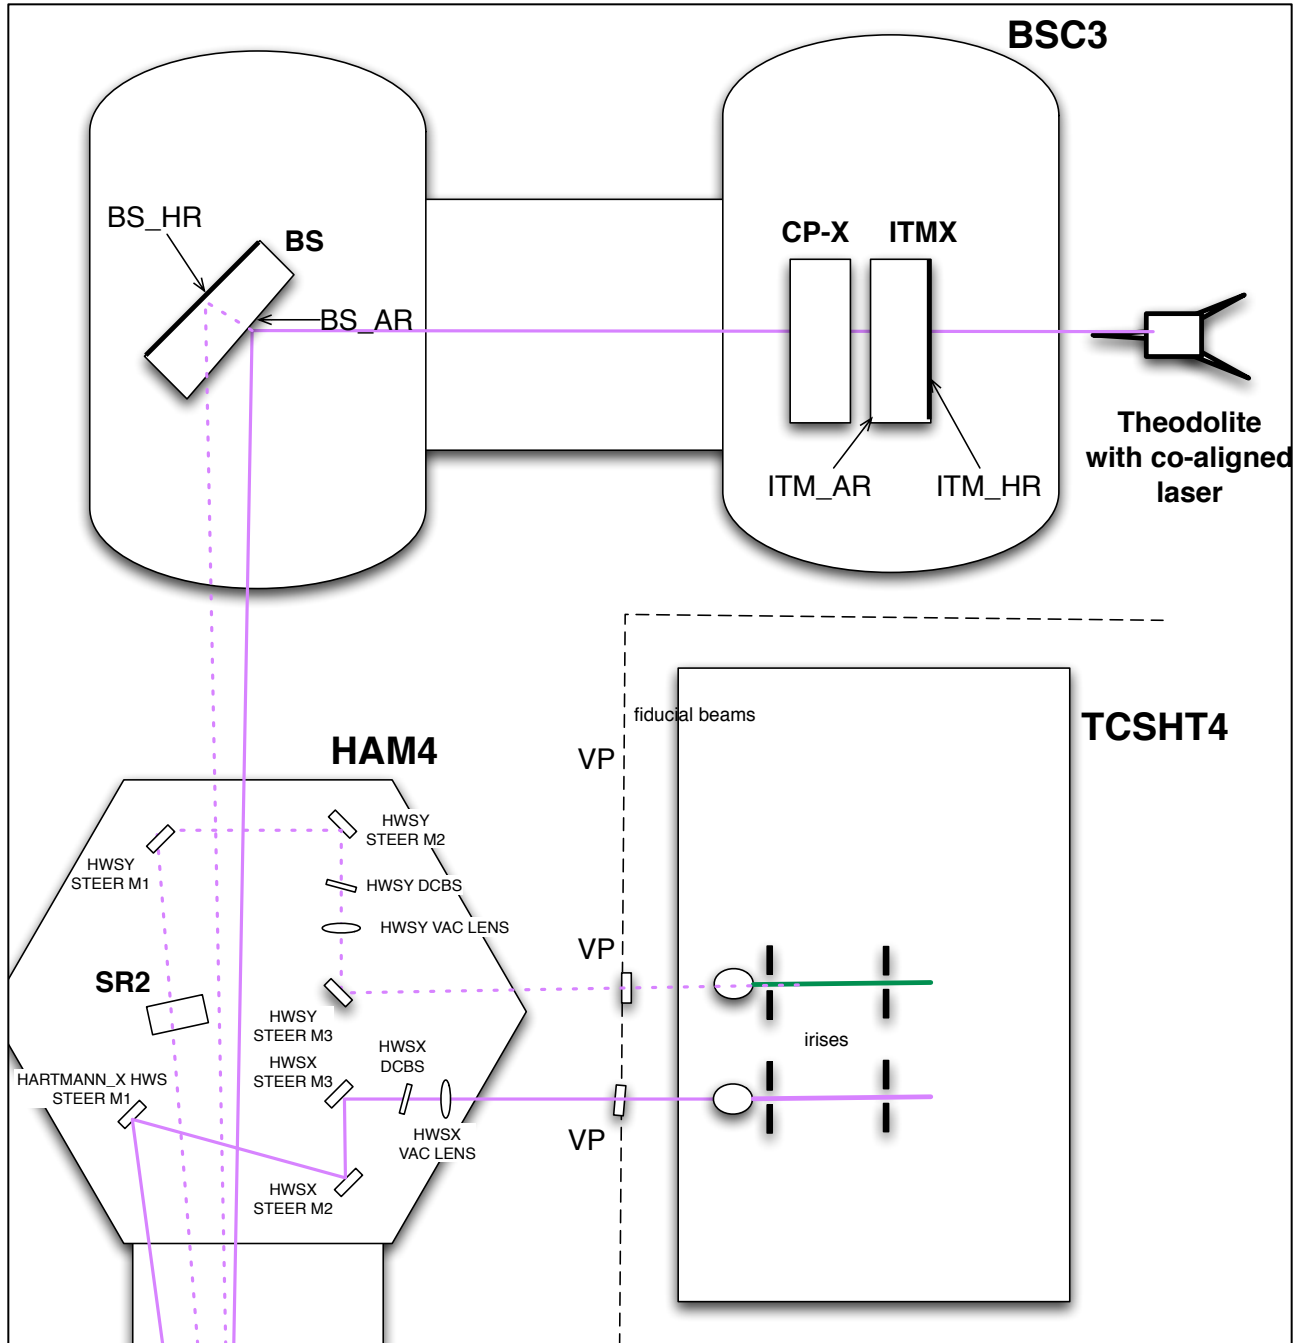 BSC3
BS_HR
BS
CP-X
ITMX
BS_AR
Theodolite
with co-aligned
laser
ITM_AR
ITM_HR
fiducial beams
TCSHT4
VP
HAM4
HWSY
STEER M2
HWSY
STEER M1
HWSY DCBS
HWSY VAC LENS
VP
SR2
HWSY
STEER M3
irises
HWSX
DCBS
HWSX
STEER M3
HARTMANN_X HWS
STEER M1
HWSX
VAC LENS
VP
HWSX
STEER M2